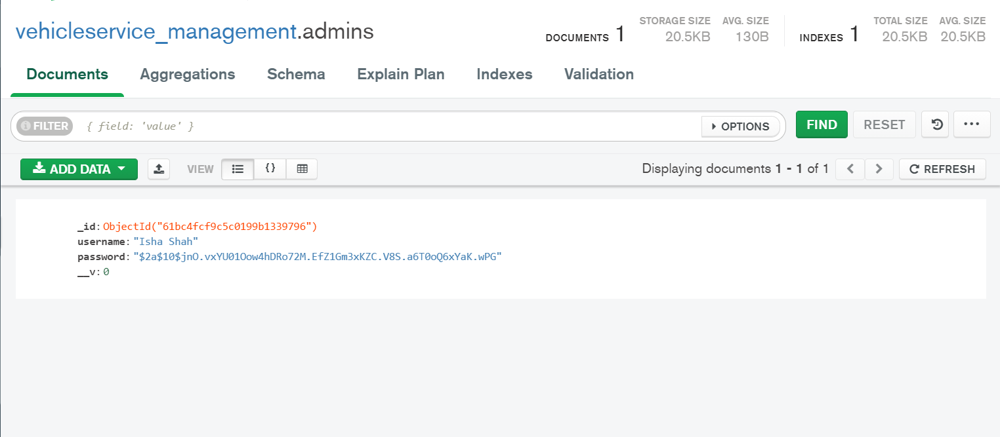 vehicleservice_management.admins
DOCUMENTS 1
STORAGE SIZE
20.5KB
AVG. SIZE
130B
INDEXES 1
TOTAL SIZE
20.5KB
AVG. SIZE
20.5KB
Documents Aggregations Schema Explain Plan Indexes Validation
FILTER { field: 'value' } OPTIONS FIND RESET ...
ADD DATA VIEW {} Displaying documents 1 - 1 of 1 < > REFRESH
_id: ObjectId("61bc4fcf9c5c0199b1339796")
username: "Isha Shah"
password: "$2a$10$jnO.vxYU01Oow4hDRo72M.EfZ1Gm3xKZC.V8S.a6T0oQ6xYaK.wPG"
__v: 0